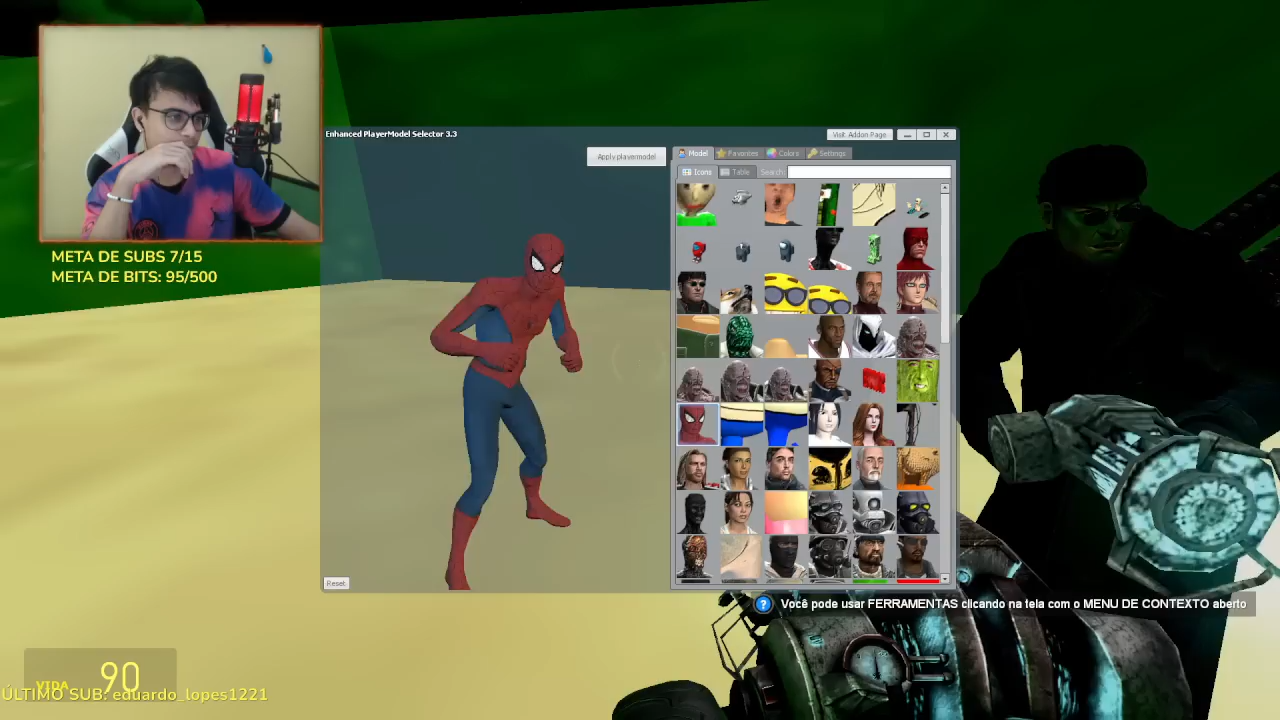 Enhanced PlayerModel Selector 3.3
Visit Addon Page
Apply playermodel
Model
Favorites
Colors
Settings
Icons
Table
Search:
META DE SUBS 7/15
META DE BITS: 95/500
Reset
Você pode usar FERRAMENTAS clicando na tela com o MENU DE CONTEXTO aberto
VIDA
90
ÚLTIMO SUB: eduardo_lopes1221